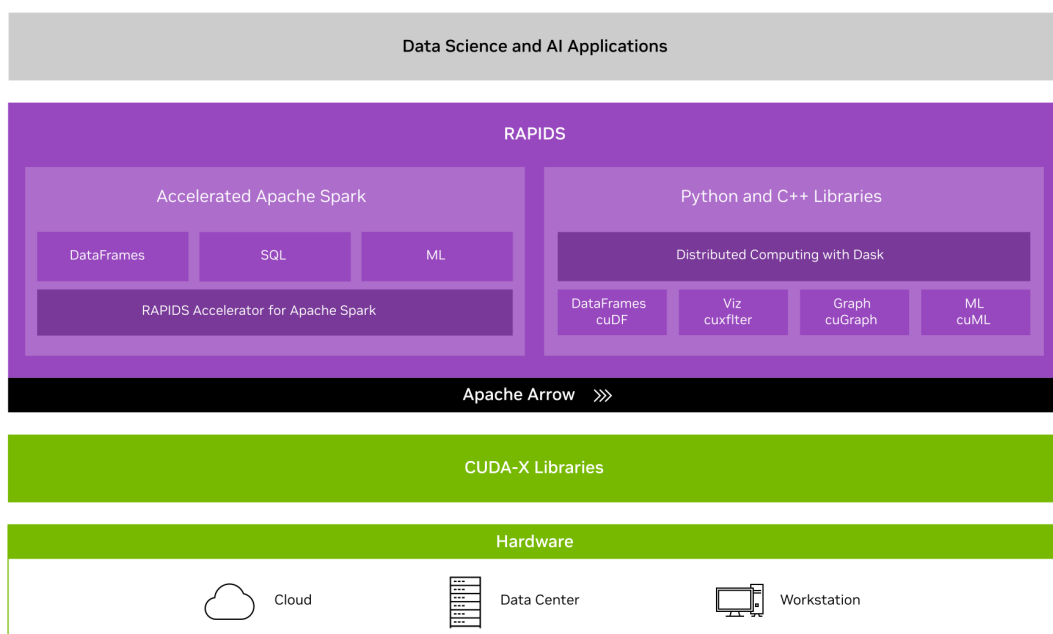 Data Science and AI Applications
RAPIDS
Accelerated Apache Spark
DataFrames
SQL
ML
RAPIDS Accelerator for Apache Spark
Python and C++ Libraries
Distributed Computing with Dask
DataFrames
cuDF
Viz
cuxflter
Graph
cuGraph
ML
cuML
Apache Arrow
CUDA-X Libraries
Hardware
Cloud
Data Center
Workstation